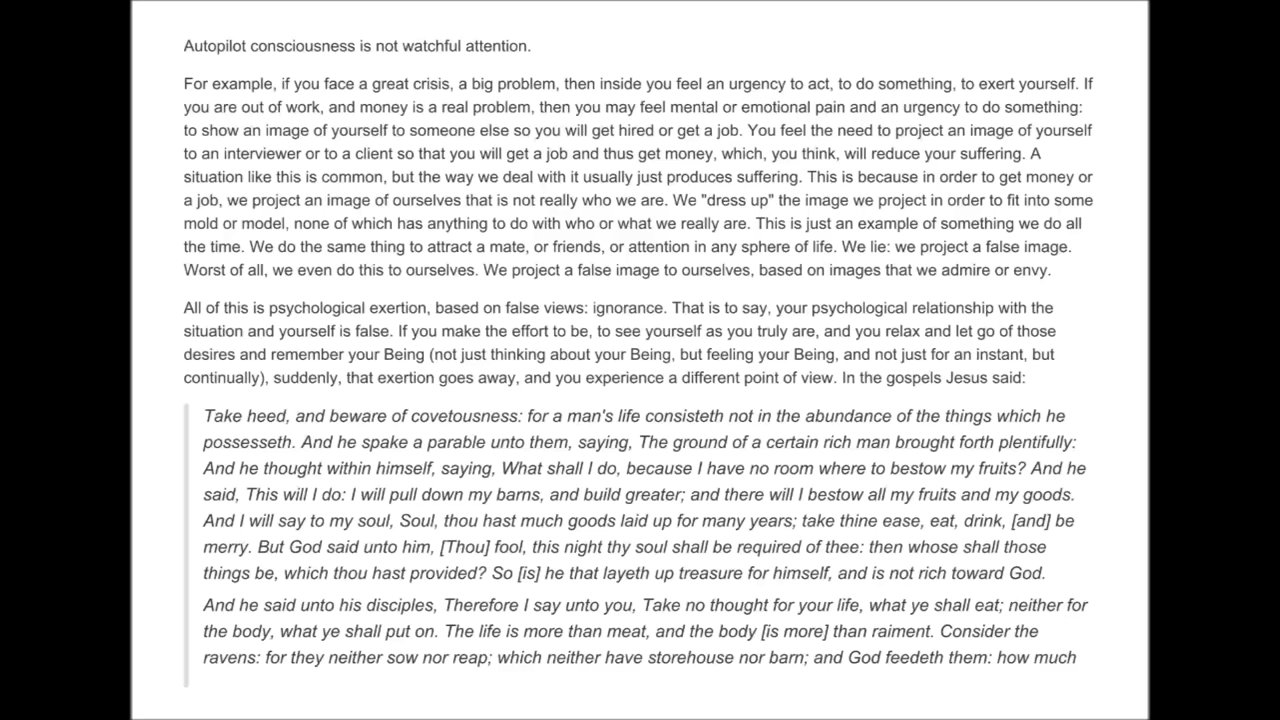 Autopilot consciousness is not watchful attention.
For example, if you face a great crisis, a big problem, then inside you feel an urgency to act, to do something, to exert yourself. If
you are out of work, and money is a real problem, then you may feel mental or emotional pain and an urgency to do something:
to show an image of yourself to someone else so you will get hired or get a job. You feel the need to project an image of yourself
to an interviewer or to a client so that you will get a job and thus get money, which, you think, will reduce your suffering. A
situation like this is common, but the way we deal with it usually just produces suffering. This is because in order to get money or
a job, we project an image of ourselves that is not really who we are. We "dress up" the image we project in order to fit into some
mold or model, none of which has anything to do with who or what we really are. This is just an example of something we do all
the time. We do the same thing to attract a mate, or friends, or attention in any sphere of life. We lie: we project a false image.
Worst of all, we even do this to ourselves. We project a false image to ourselves, based on images that we admire or envy.
All of this is psychological exertion, based on false views: ignorance. That is to say, your psychological relationship with the
situation and yourself is false. If you make the effort to be, to see yourself as you truly are, and you relax and let go of those
desires and remember your Being (not just thinking about your Being, but feeling your Being, and not just for an instant, but
continually), suddenly, that exertion goes away, and you experience a different point of view. In the gospels Jesus said:
Take heed, and beware of covetousness: for a man's life consisteth not in the abundance of the things which he
possesseth. And he spake a parable unto them, saying, The ground of a certain rich man brought forth plentifully:
And he thought within himself, saying, What shall I do, because I have no room where to bestow my fruits? And he
said, This will I do: I will pull down my barns, and build greater; and there will I bestow all my fruits and my goods.
And I will say to my soul, Soul, thou hast much goods laid up for many years; take thine ease, eat, drink, [and] be
merry. But God said unto him, [Thou] fool, this night thy soul shall be required of thee: then whose shall those
things be, which thou hast provided? So [is] he that layeth up treasure for himself, and is not rich toward God.
And he said unto his disciples, Therefore I say unto you, Take no thought for your life, what ye shall eat; neither for
the body, what ye shall put on. The life is more than meat, and the body [is more] than raiment. Consider the
ravens: for they neither sow nor reap; which neither have storehouse nor barn; and God feedeth them: how much